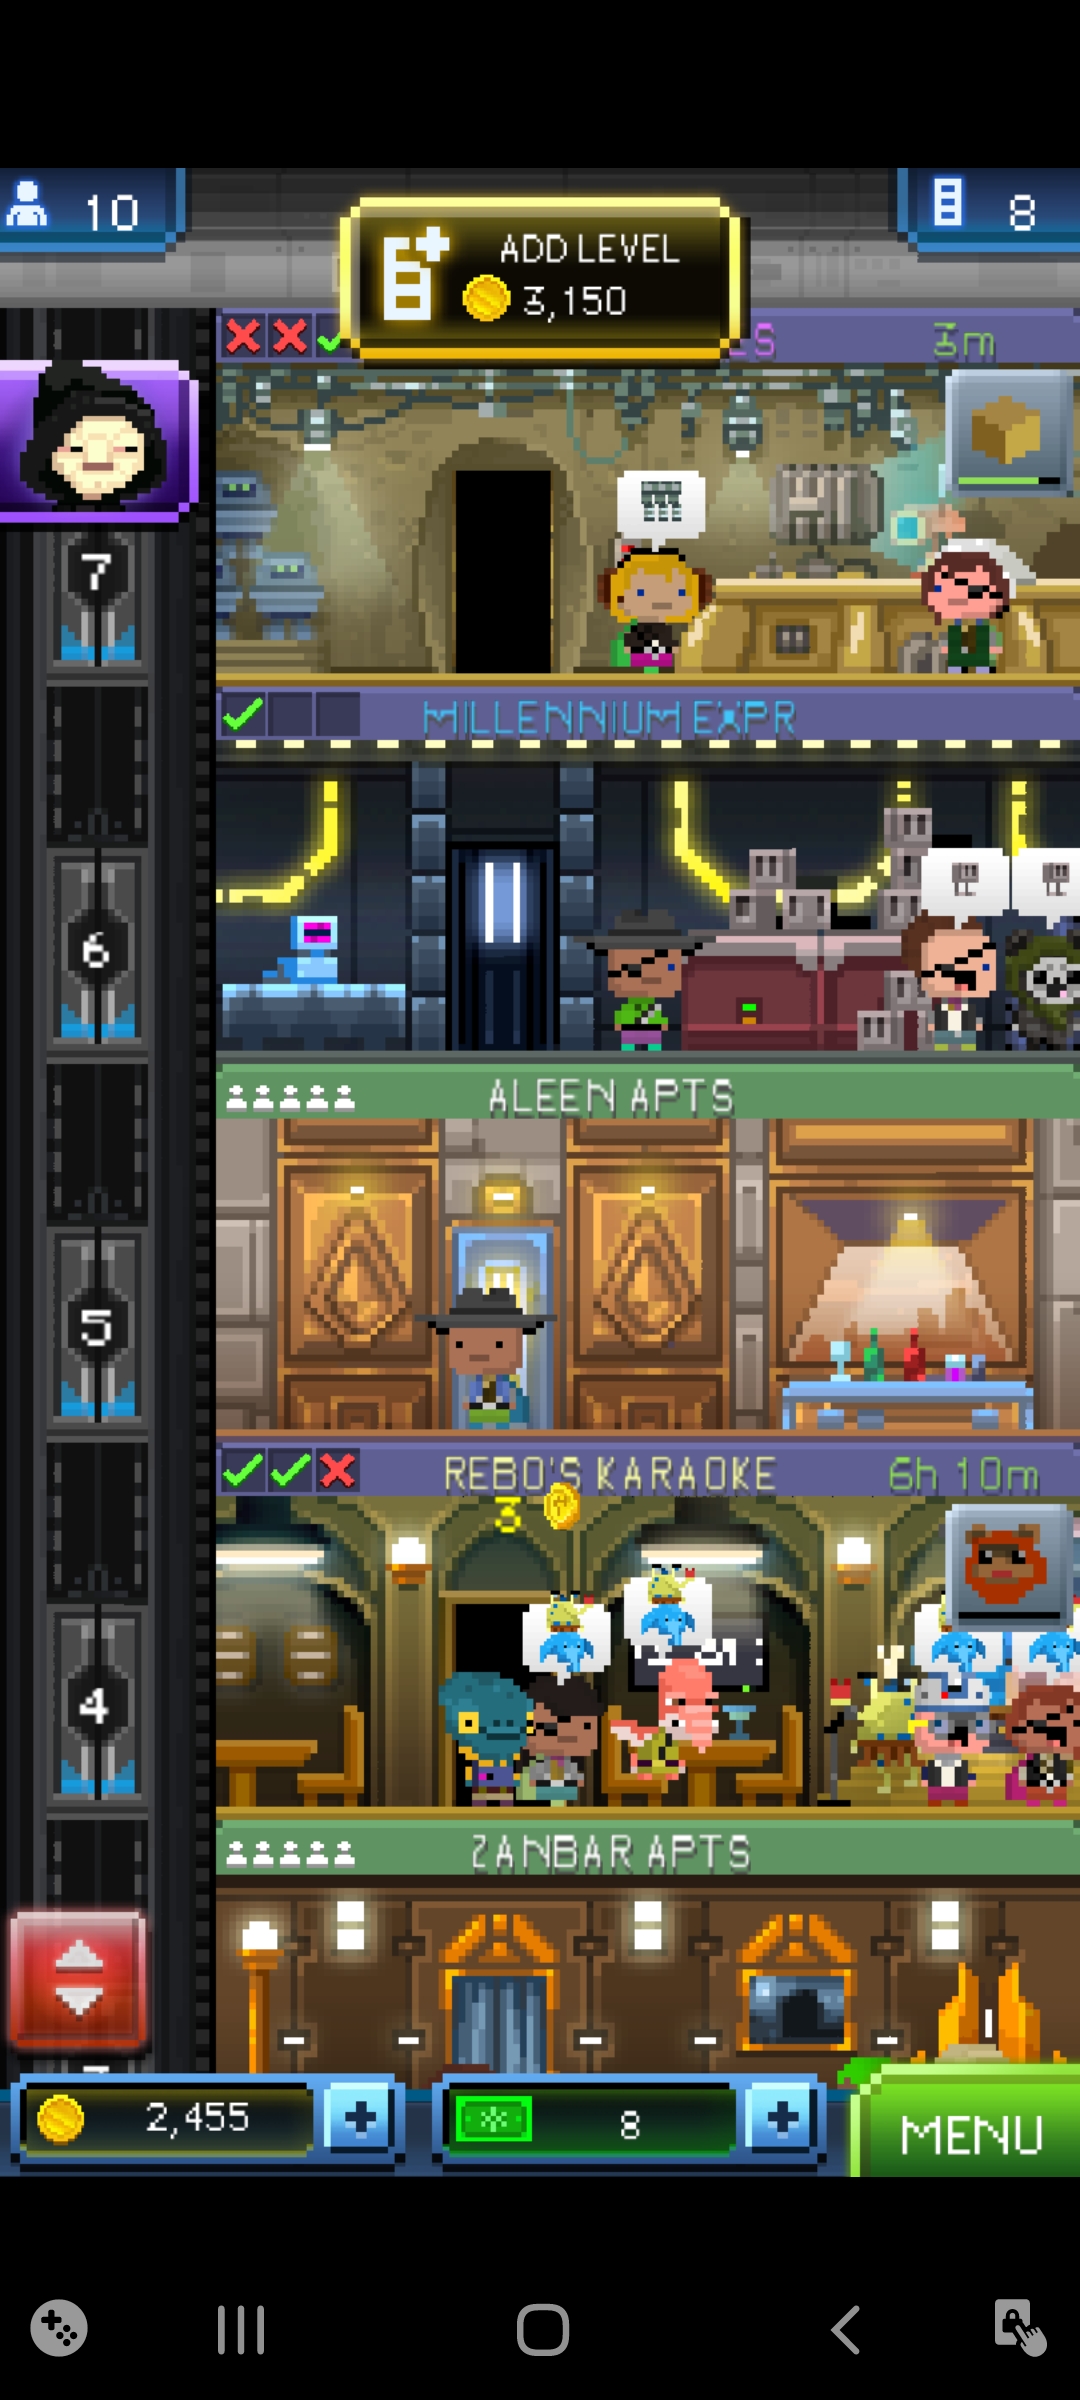 10
ADD LEVEL
3,150
8
3m
7
MILLENNIUM EXPR
6
ALEEN APTS
5
REBO'S KARAOKE
6h 10m
3
4
ZANBAR APTS
2,455
8
MENU